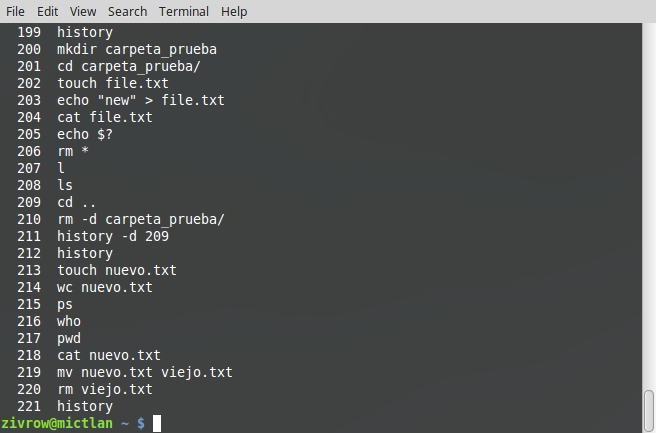 File Edit View Search Terminal Help
199 history
200 mkdir carpeta_prueba
201 cd carpeta_prueba/
202 touch file.txt
203 echo "new" > file.txt
204 cat file.txt
205 echo $?
206 rm *
207 l
208 ls
209 cd ..
210 rm -d carpeta_prueba/
211 history -d 209
212 history
213 touch nuevo.txt
214 wc nuevo.txt
215 ps
216 who
217 pwd
218 cat nuevo.txt
219 mv nuevo.txt viejo.txt
220 rm viejo.txt
221 history
zivrow@mictlan ~ $